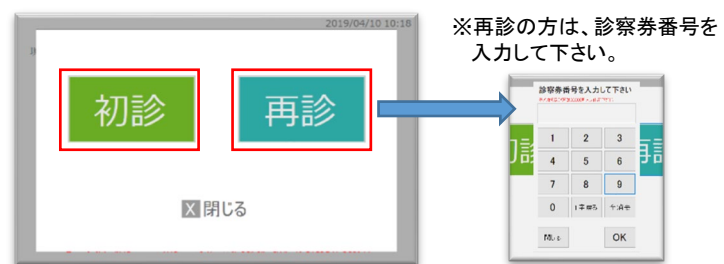 2019/04/10 10:18
初診
再診
X 閉じる
※再診の方は、診察券番号を
入力して下さい。
診察券番号を入力して下さい
1 2 3
4 5 6
7 8 9
0
OK